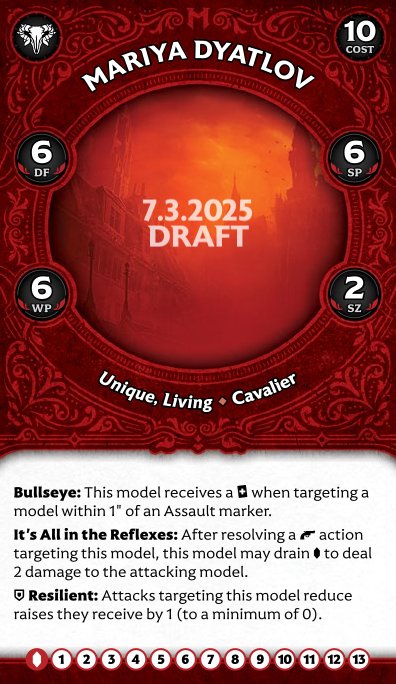 10
COST
MARIYA DYATLOV
6
DF
6
SP
7.3.2025
DRAFT
6
WP
2
SZ
Unique, Living • Cavalier
Bullseye: This model receives a when targeting a
model within 1" of an Assault marker.
It's All in the Reflexes: After resolving a action
targeting this model, this model may drain to deal
2 damage to the attacking model.
Resilient: Attacks targeting this model reduce
raises they receive by 1 (to a minimum of 0).
1 2 3 4 5 6 7 8 9 10 11 12 13